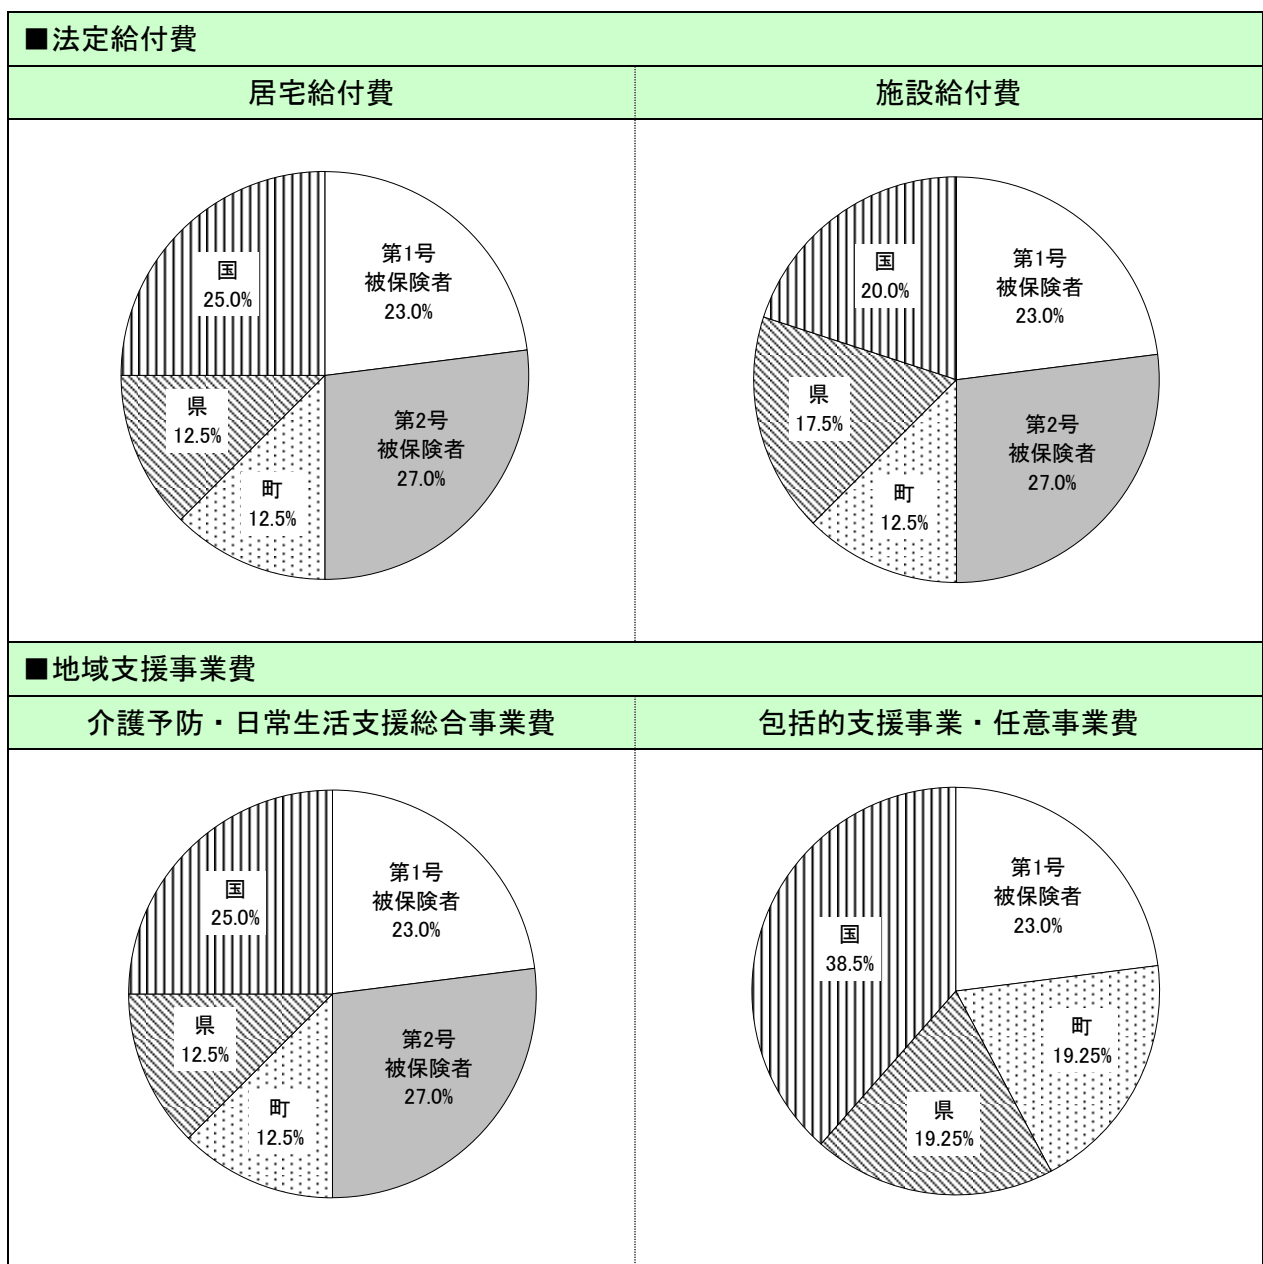 ■法定給付費
居宅給付費
施設給付費
第1号
被保険者
23.0%
第2号
被保険者
27.0%
町
12.5%
県
12.5%
国
25.0%
第1号
被保険者
23.0%
第2号
被保険者
27.0%
町
12.5%
県
17.5%
国
20.0%
■地域支援事業費
介護予防・日常生活支援総合事業費
包括的支援事業・任意事業費
第1号
被保険者
23.0%
第2号
被保険者
27.0%
町
12.5%
県
12.5%
国
25.0%
第1号
被保険者
23.0%
町
19.25%
県
19.25%
国
38.5%